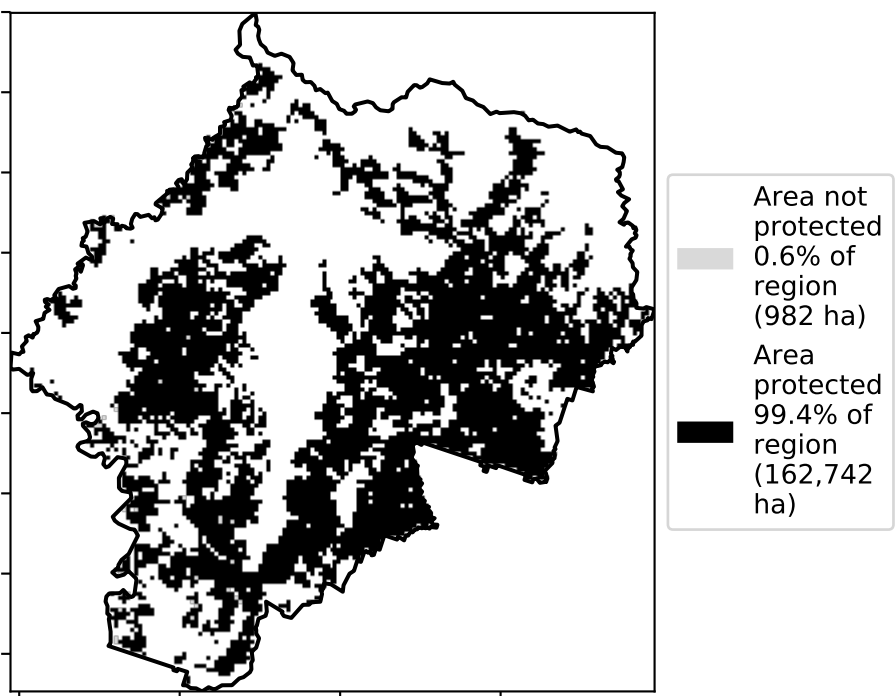 Area not
protected
0.6% of
region
(982 ha)
Area
protected
99.4% of
region
(162,742
ha)